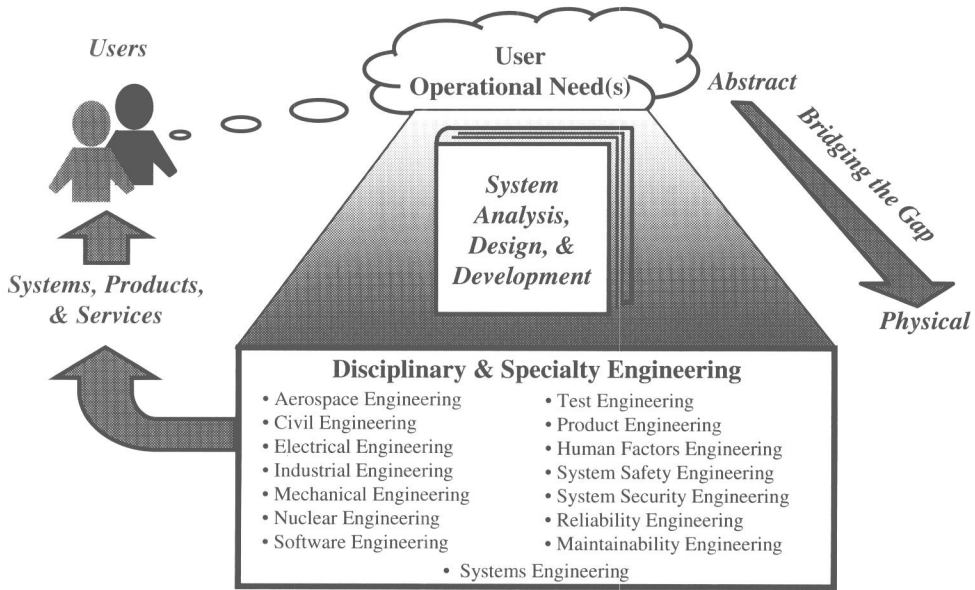 Users
User
Operational Need(s)
Abstract
Bridging the Gap
Physical
System
Analysis,
Design, &
Development
Systems, Products,
& Services
Disciplinary & Specialty Engineering
• Aerospace Engineering
• Civil Engineering
• Electrical Engineering
• Industrial Engineering
• Mechanical Engineering
• Nuclear Engineering
• Software Engineering
• Test Engineering
• Product Engineering
• Human Factors Engineering
• System Safety Engineering
• System Security Engineering
• Reliability Engineering
• Maintainability Engineering
• Systems Engineering